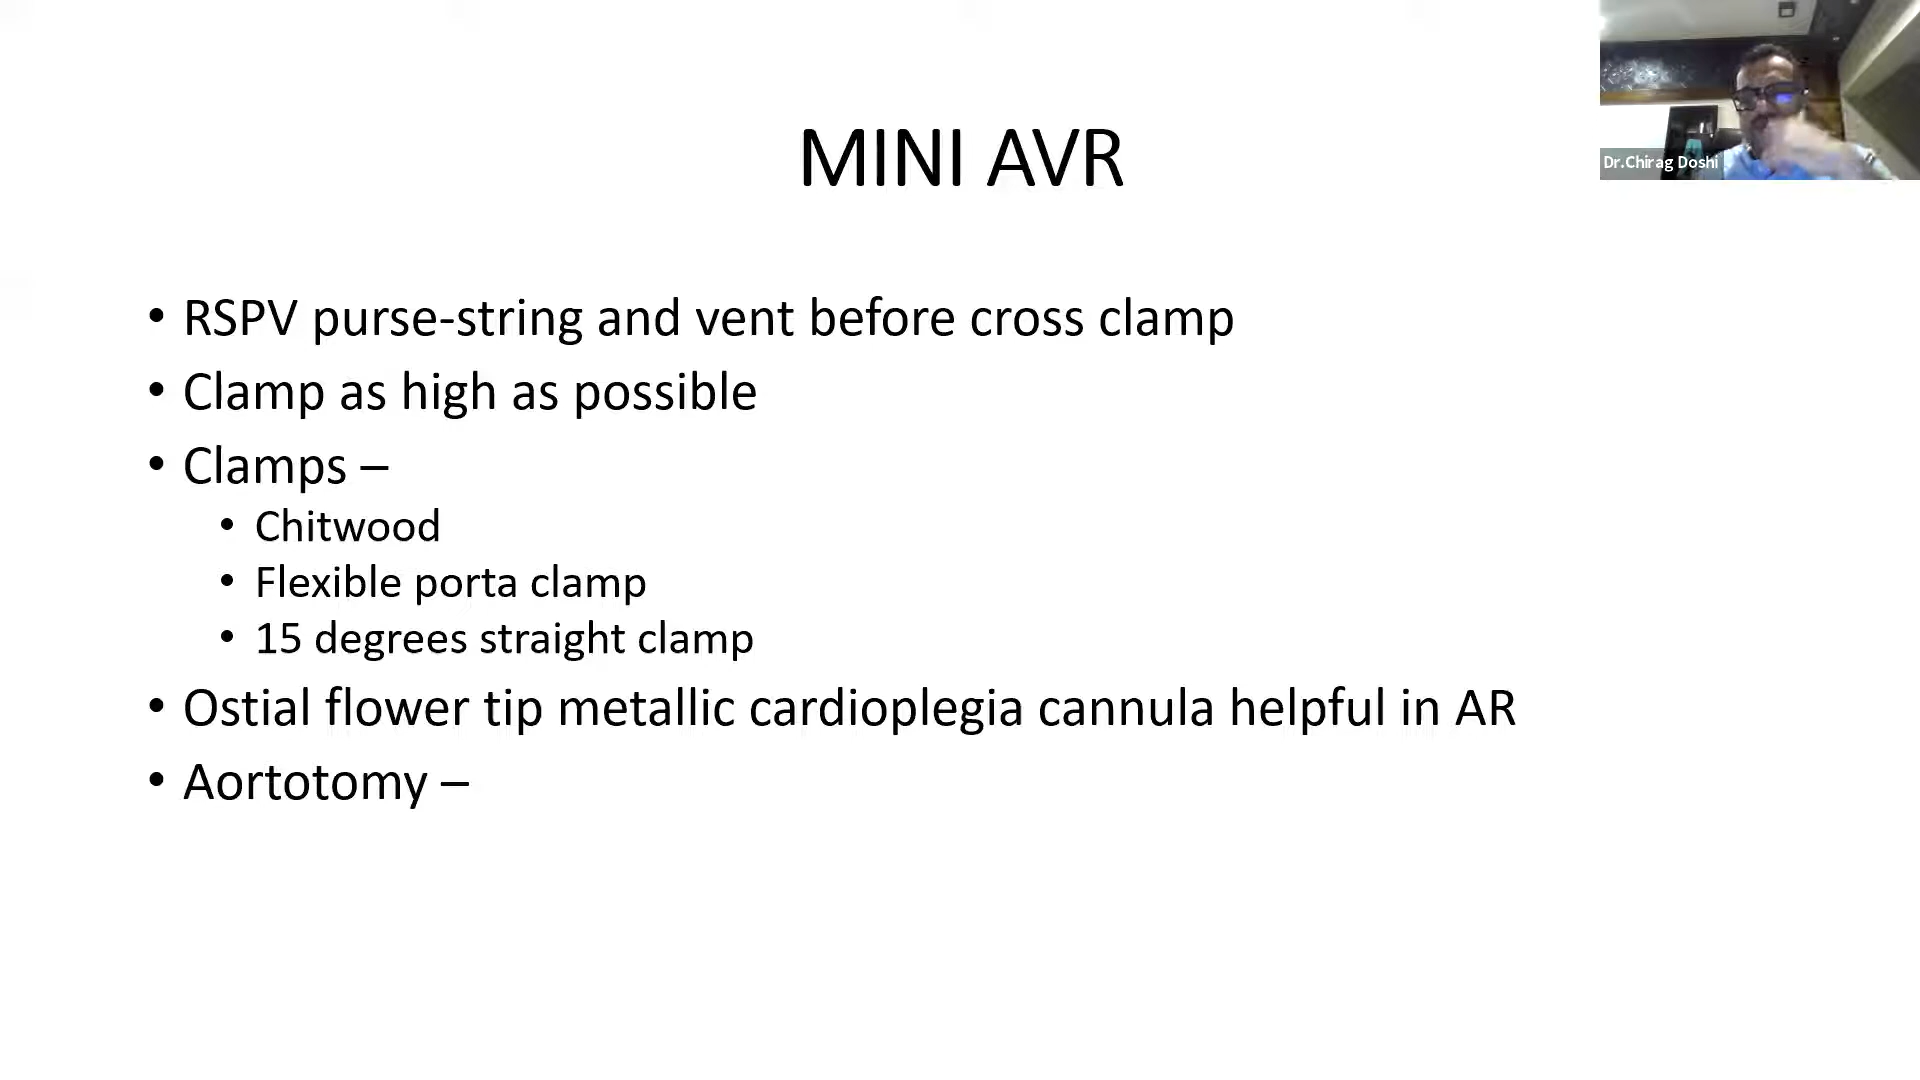 Dr.Chirag Doshi
MINI AVR
• RSPV purse-string and vent before cross clamp
• Clamp as high as possible
• Clamps –
• Chitwood
• Flexible porta clamp
• 15 degrees straight clamp
• Ostial flower tip metallic cardioplegia cannula helpful in AR
• Aortotomy –